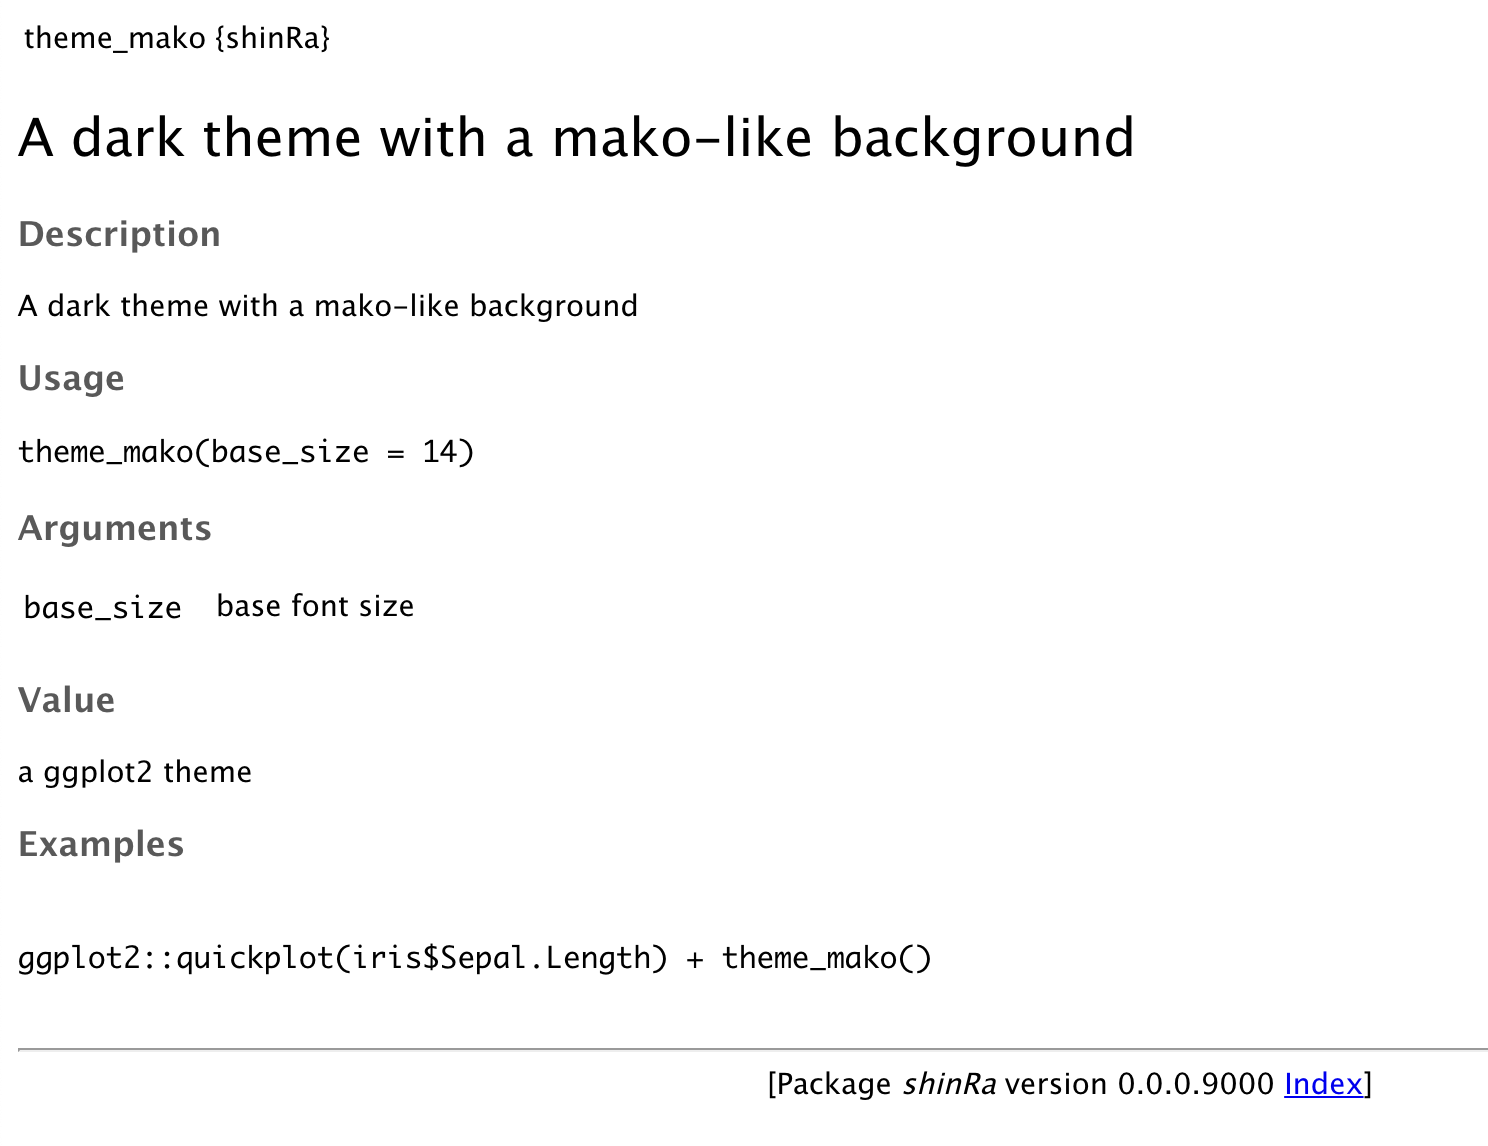 theme_mako {shinRa}
A dark theme with a mako-like background
Description
A dark theme with a mako-like background
Usage
theme_mako(base_size = 14)
Arguments
base_size base font size
Value
a ggplot2 theme
Examples
ggplot2::quickplot(iris$Sepal.Length) + theme_mako()
[Package shinRa version 0.0.0.9000 Index]